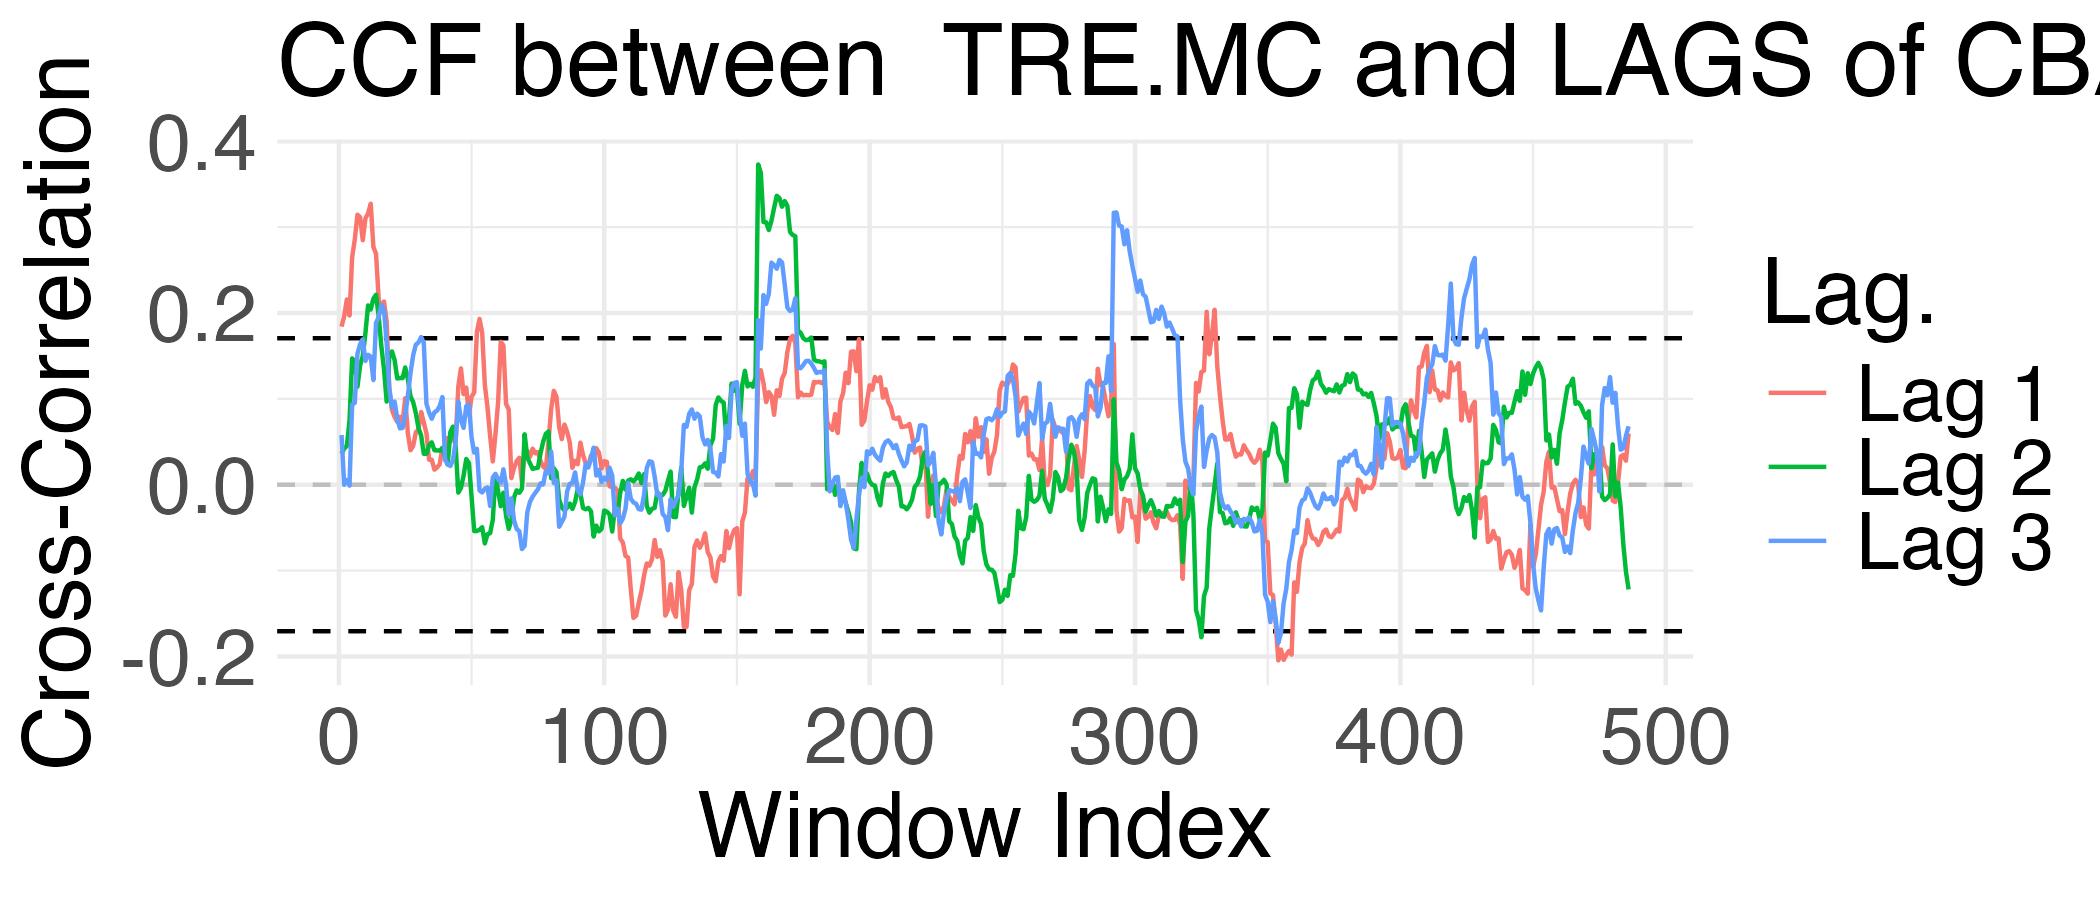 CCF between  TRE.MC and LAGS of CB
Cross-Correlation
0.4
0.2
0.0
-0.2
0
100
200
300
400
500
Window Index
Lag.
Lag 1
Lag 2
Lag 3